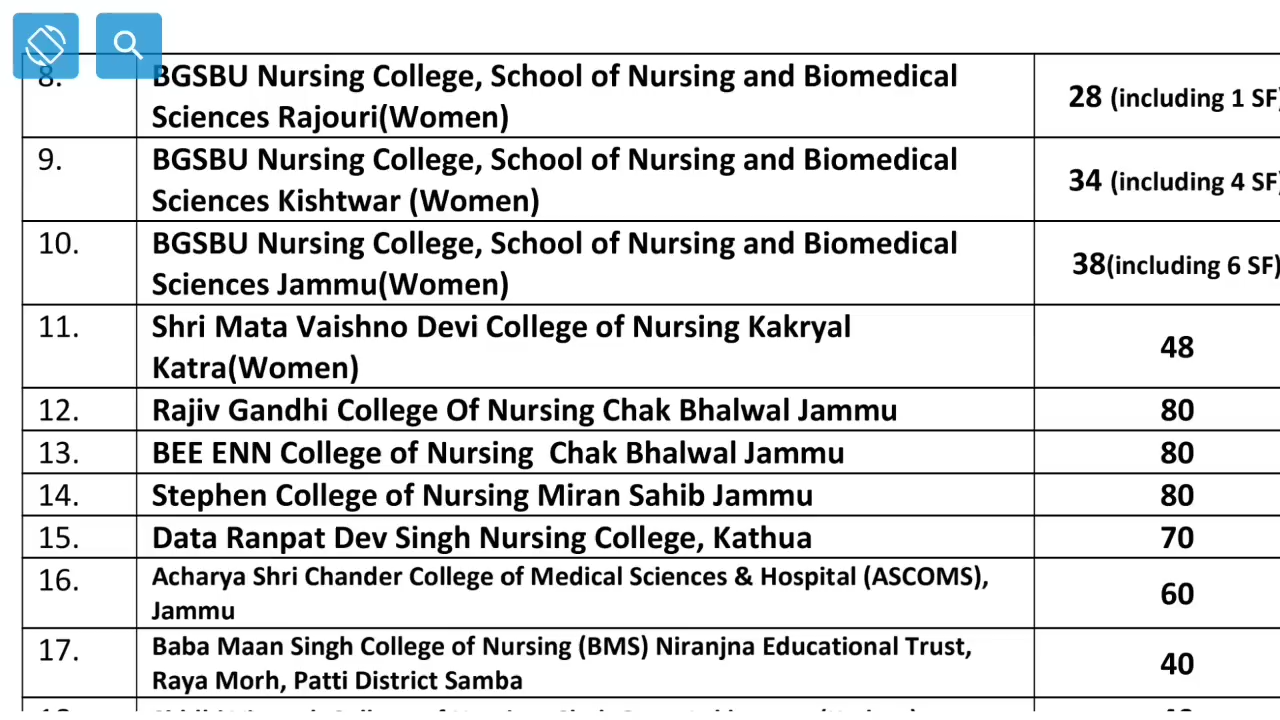 8.
BGSBU Nursing College, School of Nursing and Biomedical
Sciences Rajouri(Women)
28 (including 1 SF)
9.
BGSBU Nursing College, School of Nursing and Biomedical
Sciences Kishtwar (Women)
34 (including 4 SF)
10.
BGSBU Nursing College, School of Nursing and Biomedical
Sciences Jammu(Women)
38(including 6 SF)
11.
Shri Mata Vaishno Devi College of Nursing Kakryal
Katra(Women)
48
12. Rajiv Gandhi College Of Nursing Chak Bhalwal Jammu 80
13. BEE ENN College of Nursing  Chak Bhalwal Jammu 80
14. Stephen College of Nursing Miran Sahib Jammu 80
15. Data Ranpat Dev Singh Nursing College, Kathua 70
16.
Acharya Shri Chander College of Medical Sciences & Hospital (ASCOMS),
Jammu
60
17.
Baba Maan Singh College of Nursing (BMS) Niranjna Educational Trust,
Raya Morh, Patti District Samba
40